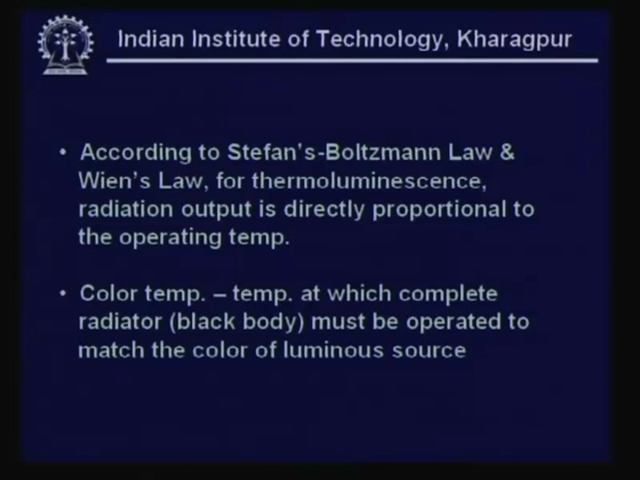 Indian Institute of Technology, Kharagpur
• According to Stefan's-Boltzmann Law &
Wien's Law, for thermoluminescence,
radiation output is directly proportional to
the operating temp.
• Color temp. – temp. at which complete
radiator (black body) must be operated to
match the color of luminous source